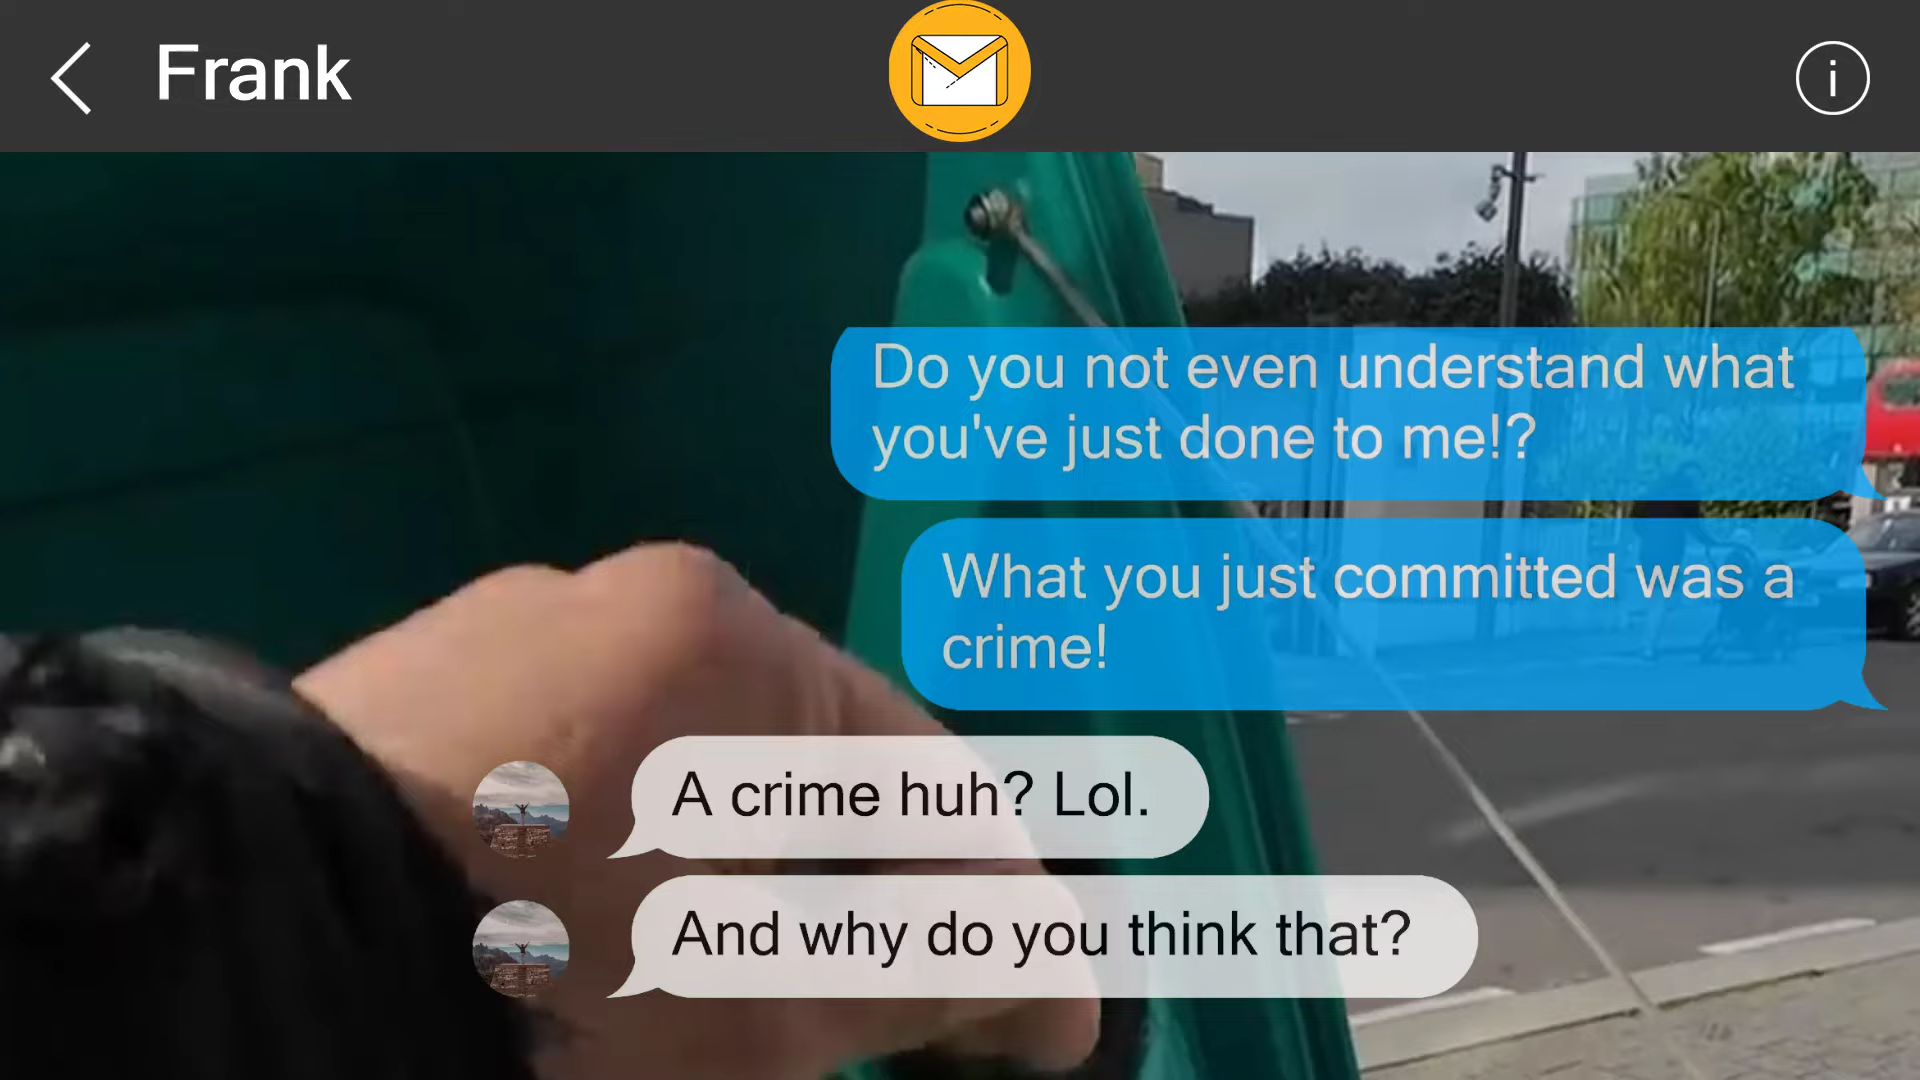 Frank
Do you not even understand what
you've just done to me!?
What you just committed was a
crime!
A crime huh? Lol.
And why do you think that?